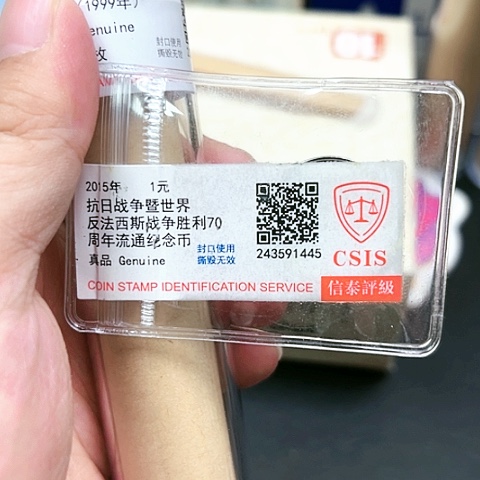 (1999年)
Genuine
封口使用
撕毁无效
2015年 1元
抗日战争暨世界
反法西斯战争胜利70
周年流通纪念币
封口使用
撕毁无效
真品 Genuine
243591445
CSIS
COIN STAMP IDENTIFICATION SERVICE
信泰評級